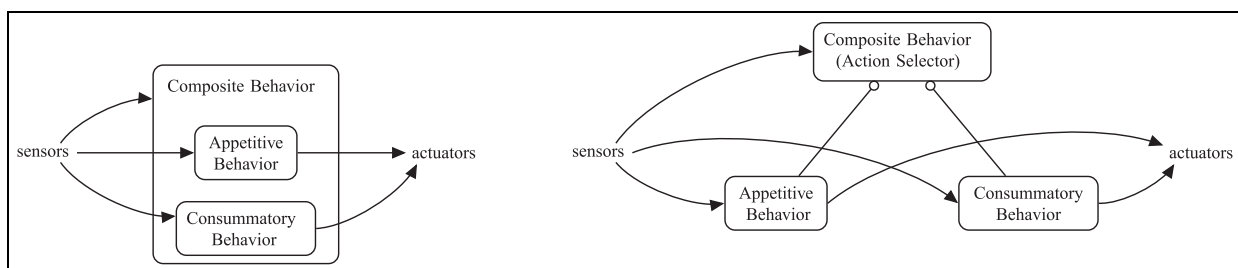 Composite Behavior
sensors
Appetitive
Behavior
actuators
Consummatory
Behavior
Composite Behavior
(Action Selector)
sensors
actuators
Appetitive
Behavior
Consummatory
Behavior